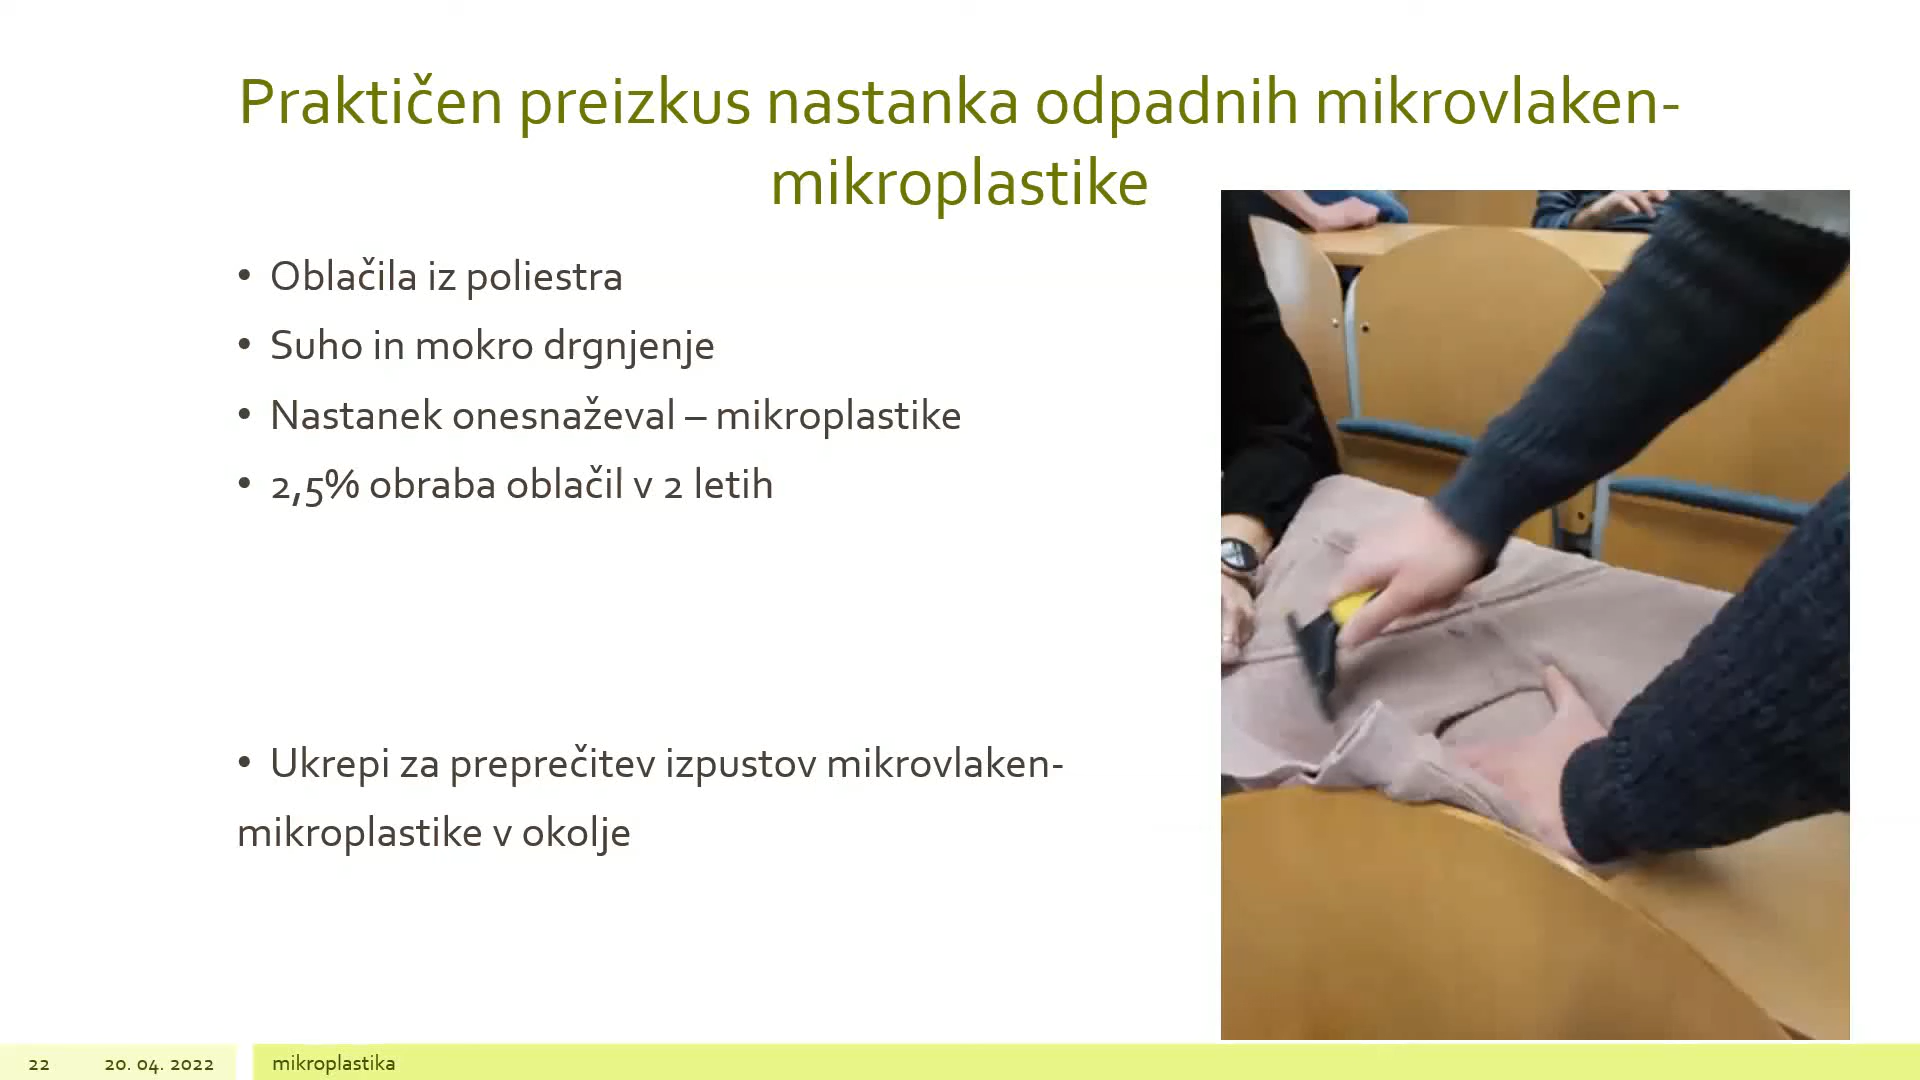 Praktičen preizkus nastanka odpadnih mikrovlaken-
mikroplastike
• Oblačila iz poliestra
• Suho in mokro drgnjenje
• Nastanek onesnaževal – mikroplastike
• 2,5% obraba oblačil v 2 letih
• Ukrepi za preprečitev izpustov mikrovlaken-
mikroplastike v okolje
22 20. 04. 2022 mikroplastika